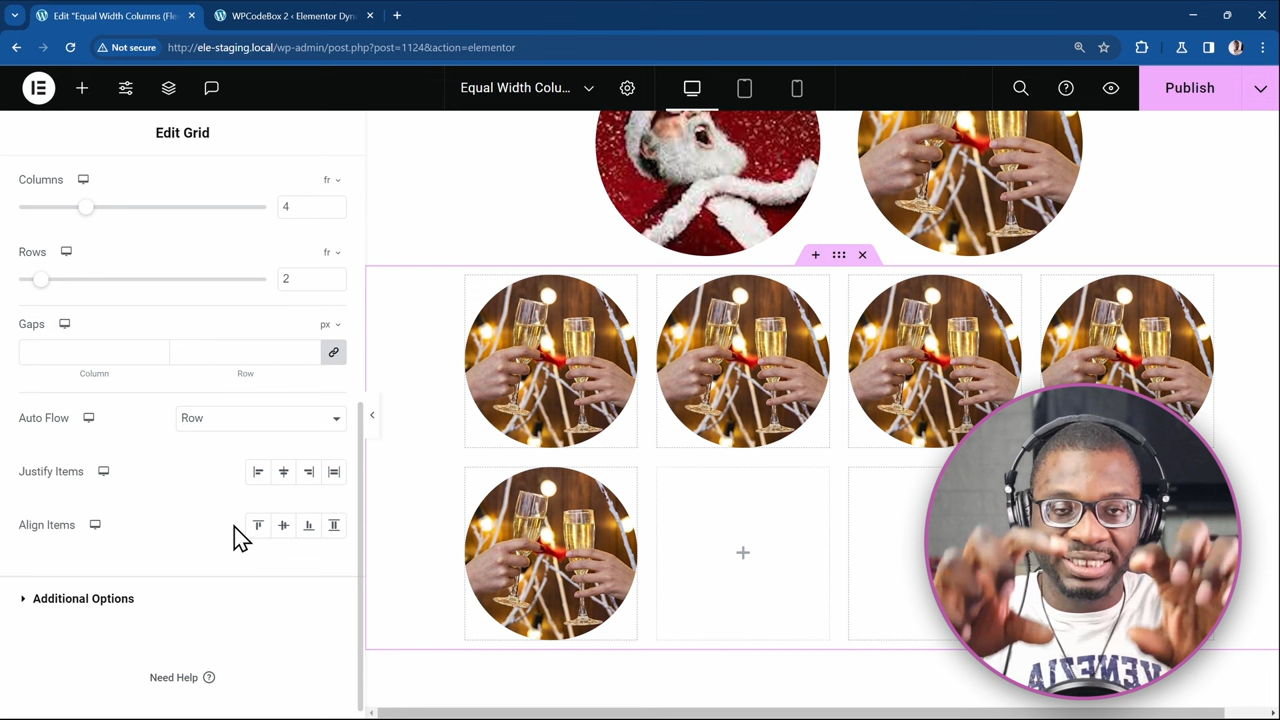 Edit "Equal Width Columns (Fle
WPCodeBox 2 ‹ Elementor Dyn
Not secure
http://ele-staging.local/wp-admin/post.php?post=1124&action=elementor
Equal Width Colu...
Publish
Edit Grid
Columns
fr
4
Rows
fr
2
Gaps
px
Column
Row
Auto Flow
Row
Justify Items
Align Items
Additional Options
Need Help
VENEZIA